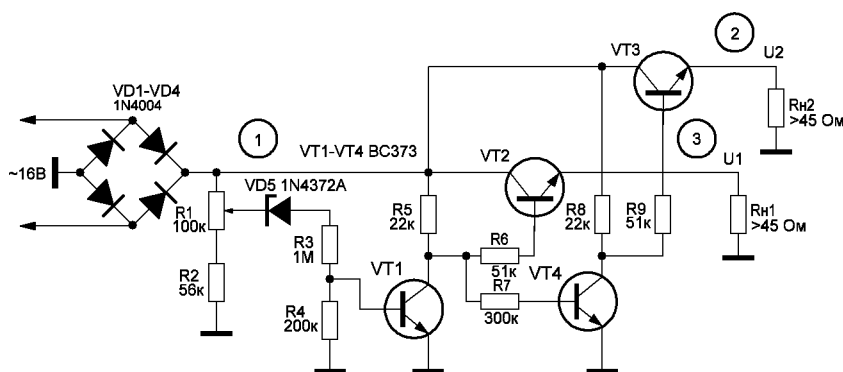 2
VT3
U2
VD1-VD4
1N4004
1
Rн2
>45 Ом
3
VT1-VT4 BC373
VT2
U1
~16В
VD5 1N4372A
R1
100к
R5
22к
R8
22к
R9
51к
Rн1
>45 Ом
R3
1М
R6
51к
R2
56к
VT1
VT4
R7
300к
R4
200к